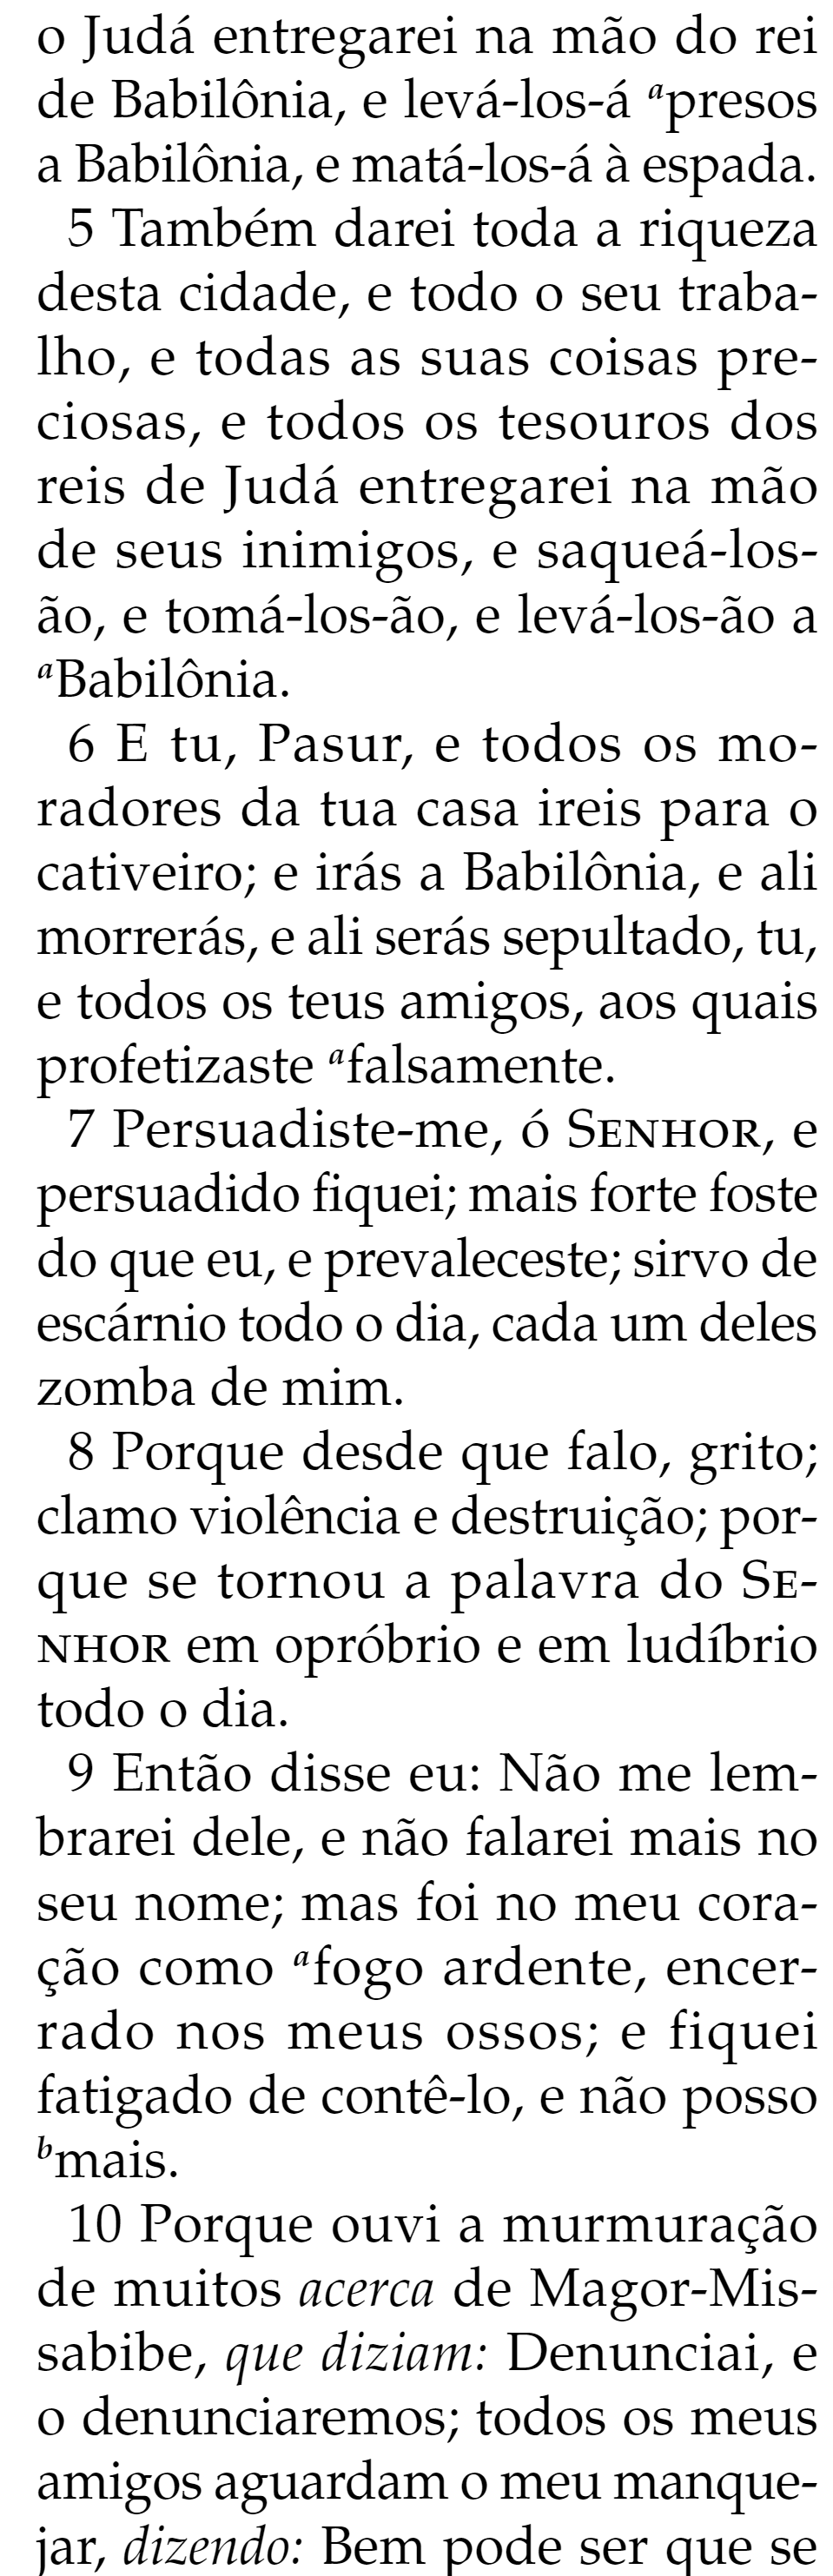 o Judá entregarei na mão do rei
de Babilônia, e levá-los-á ᵃpresos
a Babilônia, e matá-los-á à espada.
5 Também darei toda a riqueza
desta cidade, e todo o seu traba-
lho, e todas as suas coisas pre-
ciosas, e todos os tesouros dos
reis de Judá entregarei na mão
de seus inimigos, e saqueá-los-
ão, e tomá-los-ão, e levá-los-ão a
ᵃBabilônia.
6 E tu, Pasur, e todos os mo-
radores da tua casa ireis para o
cativeiro; e irás a Babilônia, e ali
morrerás, e ali serás sepultado, tu,
e todos os teus amigos, aos quais
profetizaste ᵃfalsamente.
7 Persuadiste-me, ó SENHOR, e
persuadido fiquei; mais forte foste
do que eu, e prevaleceste; sirvo de
escárnio todo o dia, cada um deles
zomba de mim.
8 Porque desde que falo, grito;
clamo violência e destruição; por-
que se tornou a palavra do SE-
NHOR em opróbrio e em ludíbrio
todo o dia.
9 Então disse eu: Não me lem-
brarei dele, e não falarei mais no
seu nome; mas foi no meu cora-
ção como ᵃfogo ardente, encer-
rado nos meus ossos; e fiquei
fatigado de contê-lo, e não posso
ᵇmais.
10 Porque ouvi a murmuração
de muitos acerca de Magor-Mis-
sabibe, que diziam: Denunciai, e
o denunciaremos; todos os meus
amigos aguardam o meu manque-
jar, dizendo: Bem pode ser que se